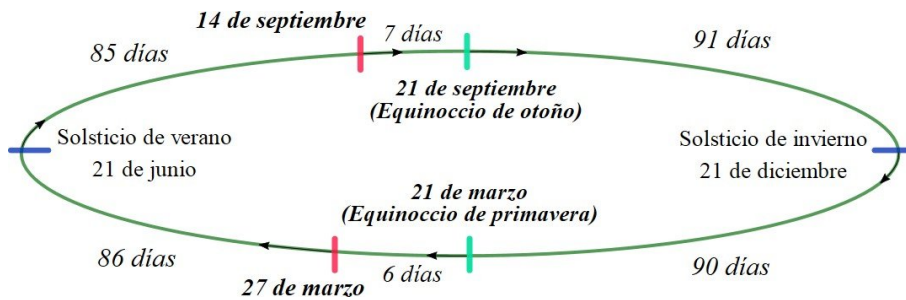 14 de septiembre
7 días
85 días
91 días
21 de septiembre
(Equinoccio de otoño)
Solsticio de verano
21 de junio
Solsticio de invierno
21 de diciembre
21 de marzo
(Equinoccio de primavera)
86 días
6 días
90 días
27 de marzo